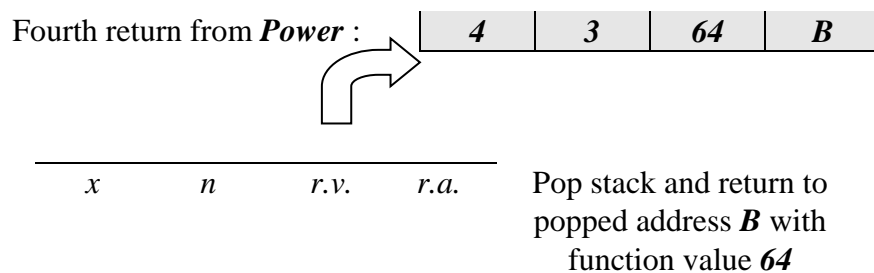 Fourth return from Power : 4 3 64 B
x n r.v. r.a.
Pop stack and return to
popped address B with
function value 64